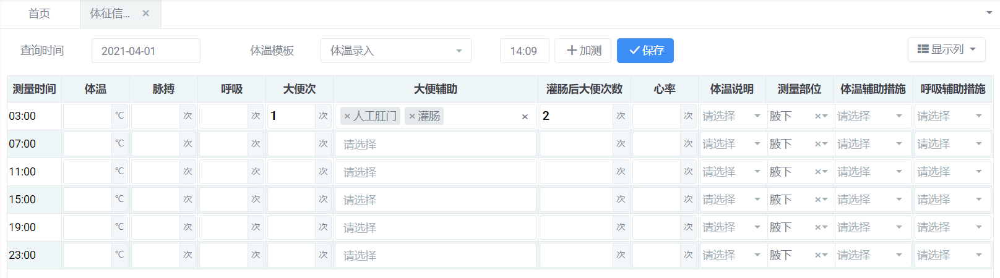 首页 体征信... ×
查询时间 2021-04-01 体温模板 体温录入 14:09 加测 保存 显示列
测量时间 体温 脉搏 呼吸 大便次 大便辅助 灌肠后大便次数 心率 体温说明 测量部位 体温辅助措施 呼吸辅助措施
03:00 ℃ 次 次 1 次 × 人工肛门 × 灌肠 × 2 次 次 请选择 腋下 × 请选择 请选择
07:00 ℃ 次 次 次 请选择 次 次 请选择 腋下 × 请选择 请选择
11:00 ℃ 次 次 次 请选择 次 次 请选择 腋下 × 请选择 请选择
15:00 ℃ 次 次 次 请选择 次 次 请选择 腋下 × 请选择 请选择
19:00 ℃ 次 次 次 请选择 次 次 请选择 腋下 × 请选择 请选择
23:00 ℃ 次 次 次 请选择 次 次 请选择 腋下 × 请选择 请选择